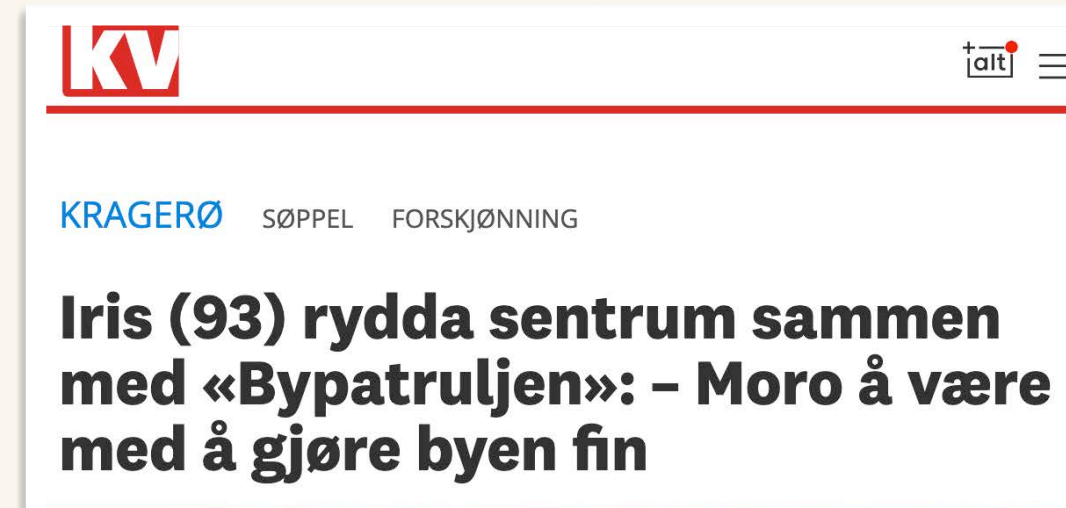 KV
+alt
KRAGERØ SØPPEL FORSKJØNNING
Iris (93) rydda sentrum sammen
med «Bypatruljen»: – Moro å være
med å gjøre byen fin